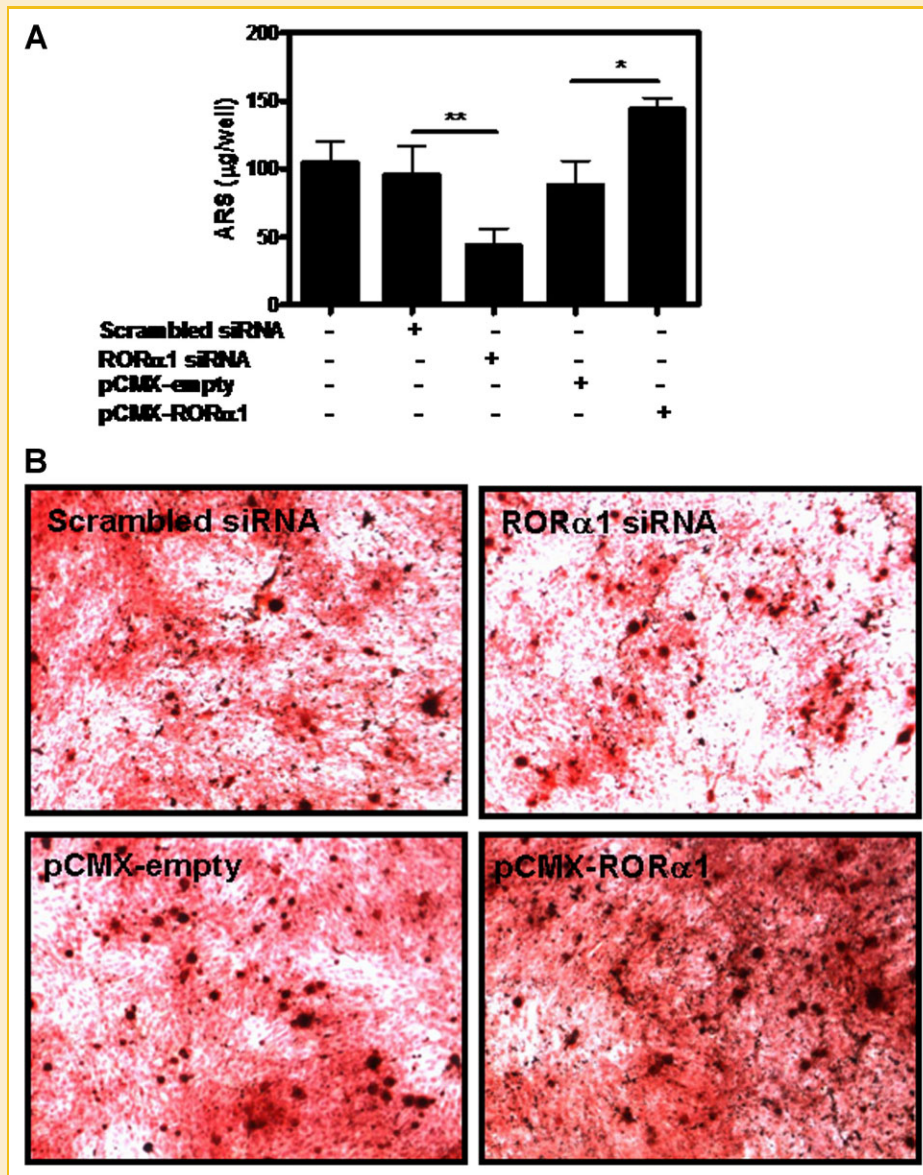 A
200
150
100
50
0
ARS (µg/well)
**
*
Scrambled siRNA - + - - -
RORα1 siRNA - - + - -
pCMX-empty - - - + -
pCMX-RORα1 - - - - +
B
Scrambled siRNA
RORα1 siRNA
pCMX-empty
pCMX-RORα1